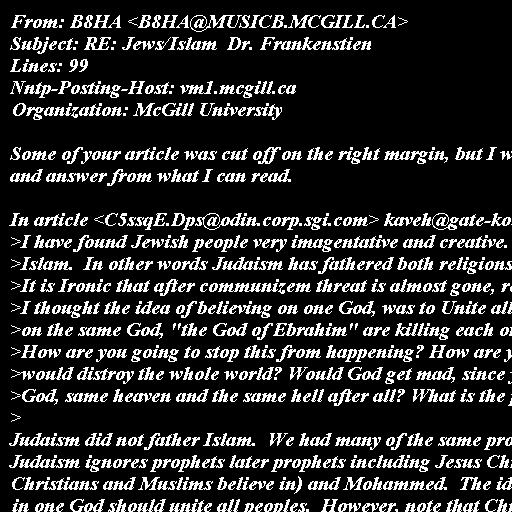 From: B8HA <B8HA@MUSICB.MCGILL.CA>
Subject: RE: Jews/Islam  Dr. Frankenstien
Lines: 99
Nntp-Posting-Host: vm1.mcgill.ca
Organization: McGill University

Some of your article was cut off on the right margin, but I w
and answer from what I can read.

In article <C5ssqE.Dps@odin.corp.sgi.com> kaveh@gate-ko
>I have found Jewish people very imagentative and creative.
>Islam.  In other words Judaism has fathered both religions
>It is Ironic that after communizem threat is almost gone, r
>I thought the idea of believing on one God, was to Unite all
>on the same God, "the God of Ebrahim" are killing each o
>How are you going to stop this from happening? How are y
>would distroy the whole world? Would God get mad, since
>God, same heaven and the same hell after all? What is the
>
Judaism did not father Islam.  We had many of the same pro
Judaism ignores prophets later prophets including Jesus Ch
Christians and Muslims believe in) and Mohammed.  The id
in one God should unite all peoples.  However, note that Ch